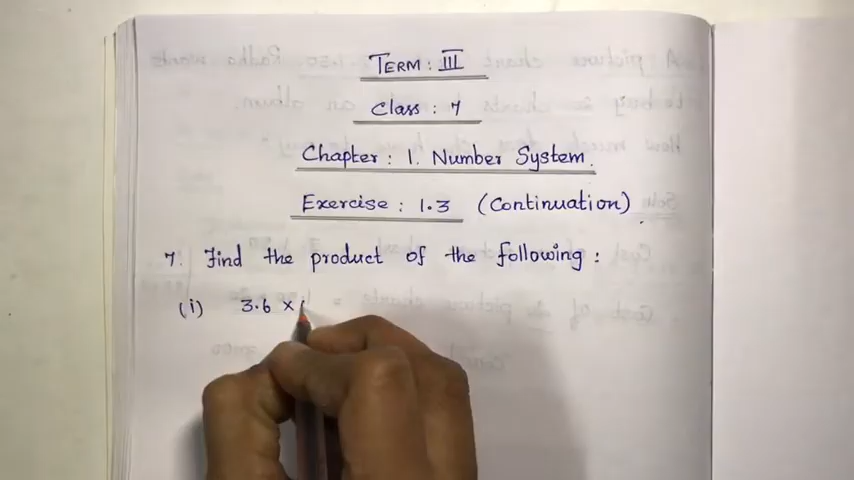 TERM : III
Class : 7
Chapter : 1. Number System.
Exercise : 1.3 (Continuation)
7. Find the product of the following :
(i) 3.6 ×